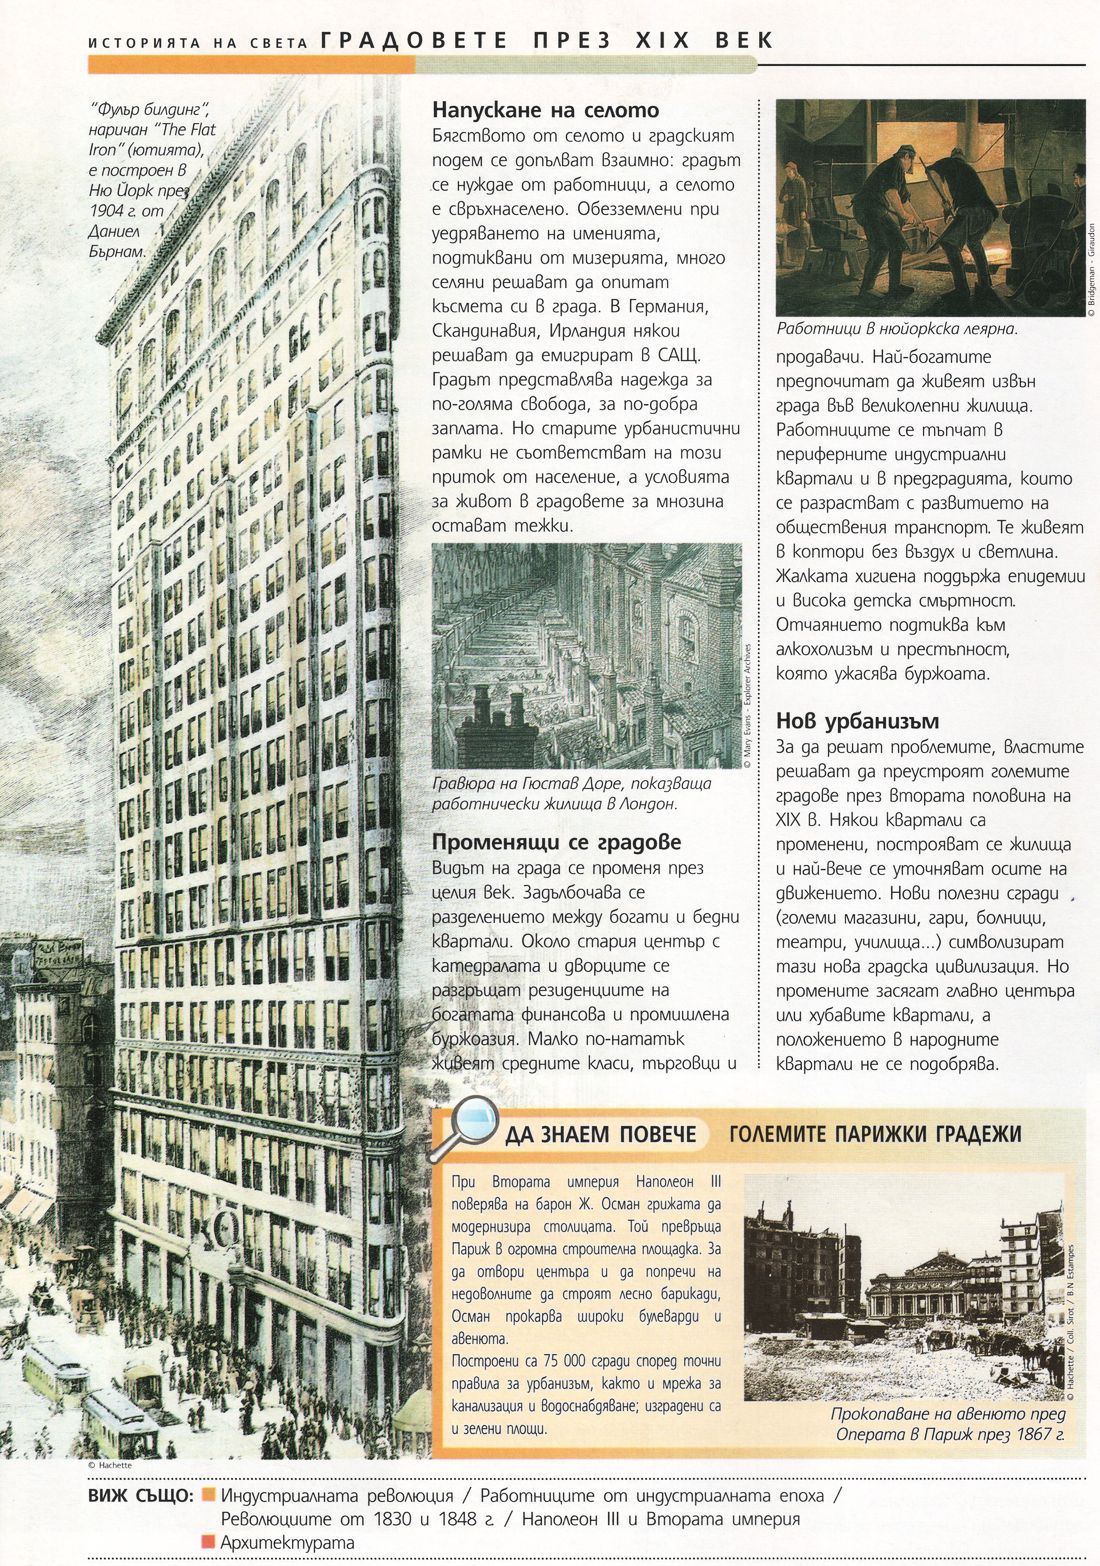 ИСТОРИЯТА НА СВЕТА ГРАДОВЕТЕ ПРЕЗ XIX ВЕК
“Фулър билдинг”,
наричан “The Flat
Iron” (ютията),
е построен в
Ню Йорк през
1904 г. от
Даниел
Бърнам.
Напускане на селото
Бягството от селото и градският
подем се допълват взаимно: градът
се нуждае от работници, а селото
е свръхнаселено. Обезземлени при
уедряването на именията,
подтиквани от мизерията, много
селяни решават да опитат
късмета си в града. В Германия,
Скандинавия, Ирландия някои
решават да емигрират в САЩ.
Градът представлява надежда за
по-голяма свобода, за по-добра
заплата. Но старите урбанистични
рамки не съответстват на този
приток от население, а условията
за живот в градовете за мнозина
остават тежки.
© Mary Evans - Explorer Archives
Гравюра на Гюстав Доре, показваща
работнически жилища в Лондон.
Променящи се градове
Видът на града се променя през
целия век. Задълбочава се
разделението между богати и бедни
квартали. Около стария център с
катедралата и дворците се
разгръщат резиденциите на
богатата финансова и промишлена
буржоазия. Малко по-нататък
живеят средните класи, търговци и
© Bridgeman - Giraudon
Работници в нюйоркска леярна.
продавачи. Най-богатите
предпочитат да живеят извън
града във великолепни жилища.
Работниците се тъпчат в
периферните индустриални
квартали и в предградията, които
се разрастват с развитието на
обществения транспорт. Те живеят
в коптори без въздух и светлина.
Жалката хигиена поддържа епидемии
и висока детска смъртност.
Отчаянието подтиква към
алкохолизъм и престъпност,
която ужасява буржоата.
Нов урбанизъм
За да решат проблемите, властите
решават да преустроят големите
градове през втората половина на
XIX в. Някои квартали са
променени, построяват се жилища
и най-вече се уточняват осите на
движението. Нови полезни сгради
(големи магазини, гари, болници,
театри, училища...) символизират
тази нова градска цивилизация. Но
промените засягат главно центъра
или хубавите квартали, а
положението в народните
квартали не се подобрява.
ДА ЗНАЕМ ПОВЕЧЕ ГОЛЕМИТЕ ПАРИЖКИ ГРАДЕЖИ
При Втората империя Наполеон III
поверява на барон Ж. Осман грижата да
модернизира столицата. Той превръща
Париж в огромна строителна площадка. За
да отвори центъра и да попречи на
недоволните да строят лесно барикади,
Осман прокарва широки булеварди и
авенюта.
Построени са 75 000 сгради според точни
правила за урбанизъм, както и мрежа за
канализация и водоснабдяване; изградени са
и зелени площи.
© Hachette / Coll. Sirot / B.N Estampes
Прокопаване на авенюто пред
Операта в Париж през 1867 г.
© Hachette
ВИЖ СЪЩО: Индустриалната революция / Работниците от индустриалната епоха /
Революциите от 1830 и 1848 г. / Наполеон III и Втората империя
Архитектурата